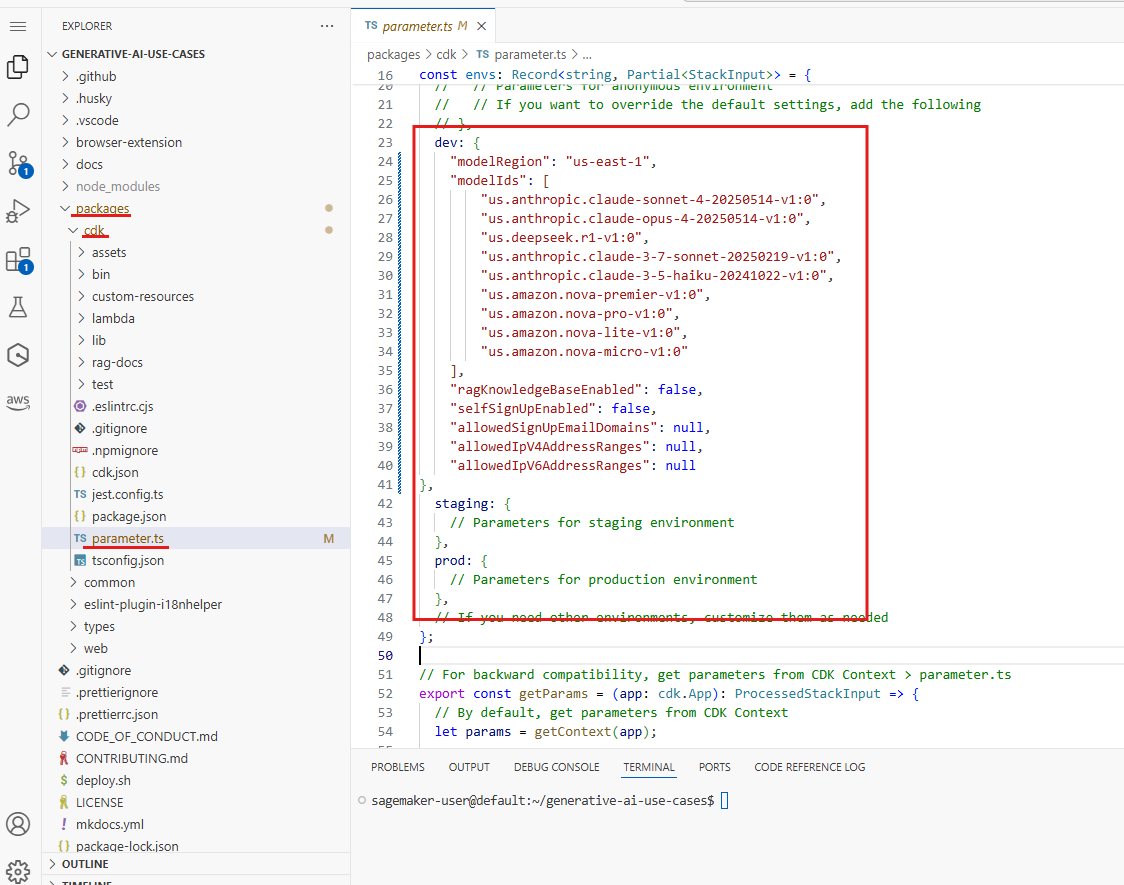 EXPLORER
GENERATIVE-AI-USE-CASES
.github
.husky
.vscode
browser-extension
docs
node_modules
packages
cdk
assets
bin
custom-resources
lambda
lib
rag-docs
test
.eslintrc.cjs
.gitignore
.npmignore
{} cdk.json
TS jest.config.ts
{} package.json
TS parameter.ts M
TS tsconfig.json
common
eslint-plugin-i18nhelper
types
web
.gitignore
.prettierignore
{} .prettierrc.json
CODE_OF_CONDUCT.md
CONTRIBUTING.md
$ deploy.sh
LICENSE
! mkdocs.yml
{} package-lock.json
OUTLINE
TIMELINE
1
1
aws
TS parameter.ts M
packages > cdk > TS parameter.ts > ...
16 const envs: Record<string, Partial<StackInput>> = {
20 // // Parameters for anonymous environment
21 // // If you want to override the default settings, add the following
22 // },
23 dev: {
24 "modelRegion": "us-east-1",
25 "modelIds": [
26 "us.anthropic.claude-sonnet-4-20250514-v1:0",
27 "us.anthropic.claude-opus-4-20250514-v1:0",
28 "us.deepseek.r1-v1:0",
29 "us.anthropic.claude-3-7-sonnet-20250219-v1:0",
30 "us.anthropic.claude-3-5-haiku-20241022-v1:0",
31 "us.amazon.nova-premier-v1:0",
32 "us.amazon.nova-pro-v1:0",
33 "us.amazon.nova-lite-v1:0",
34 "us.amazon.nova-micro-v1:0"
35 ],
36 "ragKnowledgeBaseEnabled": false,
37 "selfSignUpEnabled": false,
38 "allowedSignUpEmailDomains": null,
39 "allowedIpV4AddressRanges": null,
40 "allowedIpV6AddressRanges": null
41 },
42 staging: {
43 // Parameters for staging environment
44 },
45 prod: {
46 // Parameters for production environment
47 },
48 // If you need other environments, customize them as needed
49 };
50
51 // For backward compatibility, get parameters from CDK Context > parameter.ts
52 export const getParams = (app: cdk.App): ProcessedStackInput => {
53 // By default, get parameters from CDK Context
54 let params = getContext(app);
PROBLEMS OUTPUT DEBUG CONSOLE TERMINAL PORTS CODE REFERENCE LOG
sagemaker-user@default:~/generative-ai-use-cases$